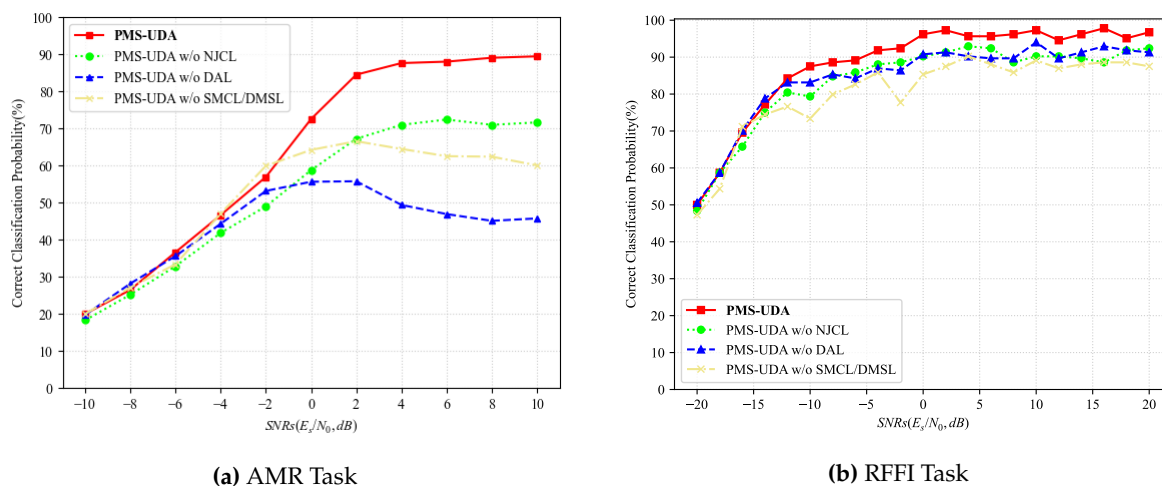 100
90
80
70
60
50
40
30
20
10
0
Correct Classification Probability(%)
PMS-UDA
PMS-UDA w/o NJCL
PMS-UDA w/o DAL
PMS-UDA w/o SMCL/DMSL
−10 −8 −6 −4 −2 0 2 4 6 8 10
SNRs(E_s/N_0, dB)
(a) AMR Task
100
90
80
70
60
50
40
30
20
10
0
Correct Classification Probability(%)
PMS-UDA
PMS-UDA w/o NJCL
PMS-UDA w/o DAL
PMS-UDA w/o SMCL/DMSL
−20 −15 −10 −5 0 5 10 15 20
SNRs(E_s/N_0, dB)
(b) RFFI Task